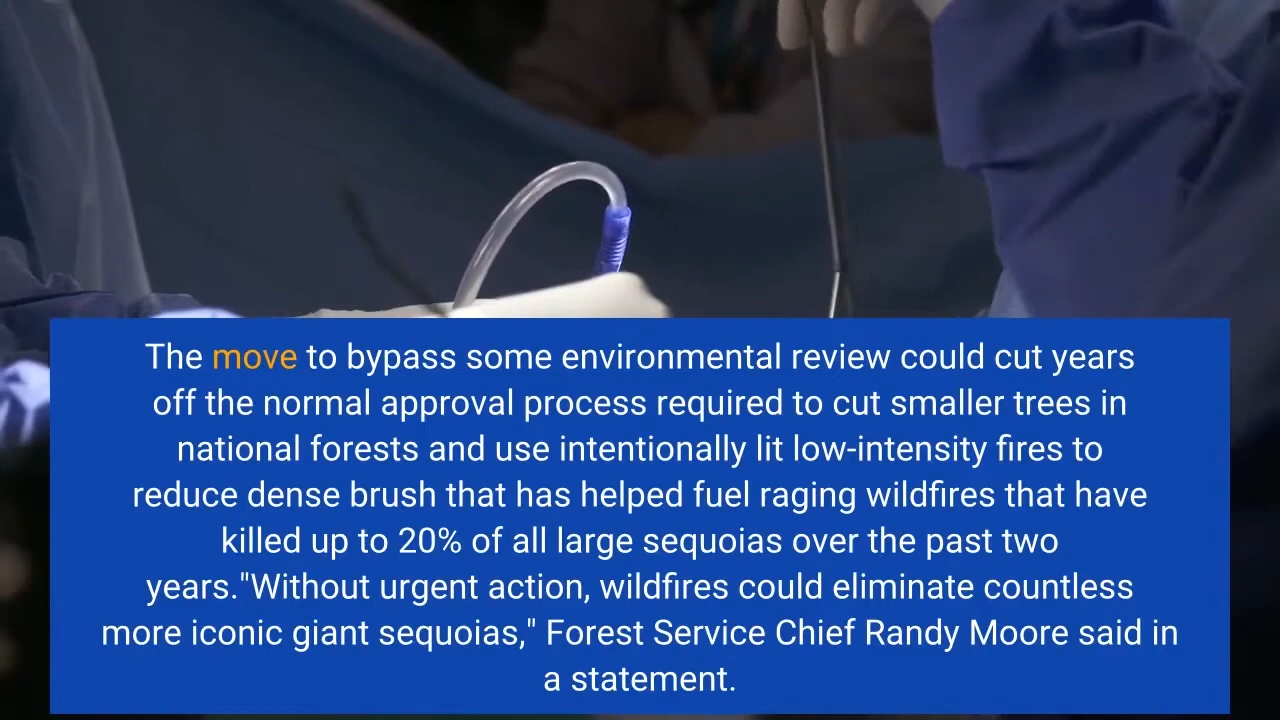 The move to bypass some environmental review could cut years
off the normal approval process required to cut smaller trees in
national forests and use intentionally lit low-intensity fires to
reduce dense brush that has helped fuel raging wildfires that have
killed up to 20% of all large sequoias over the past two
years."Without urgent action, wildfires could eliminate countless
more iconic giant sequoias," Forest Service Chief Randy Moore said in
a statement.